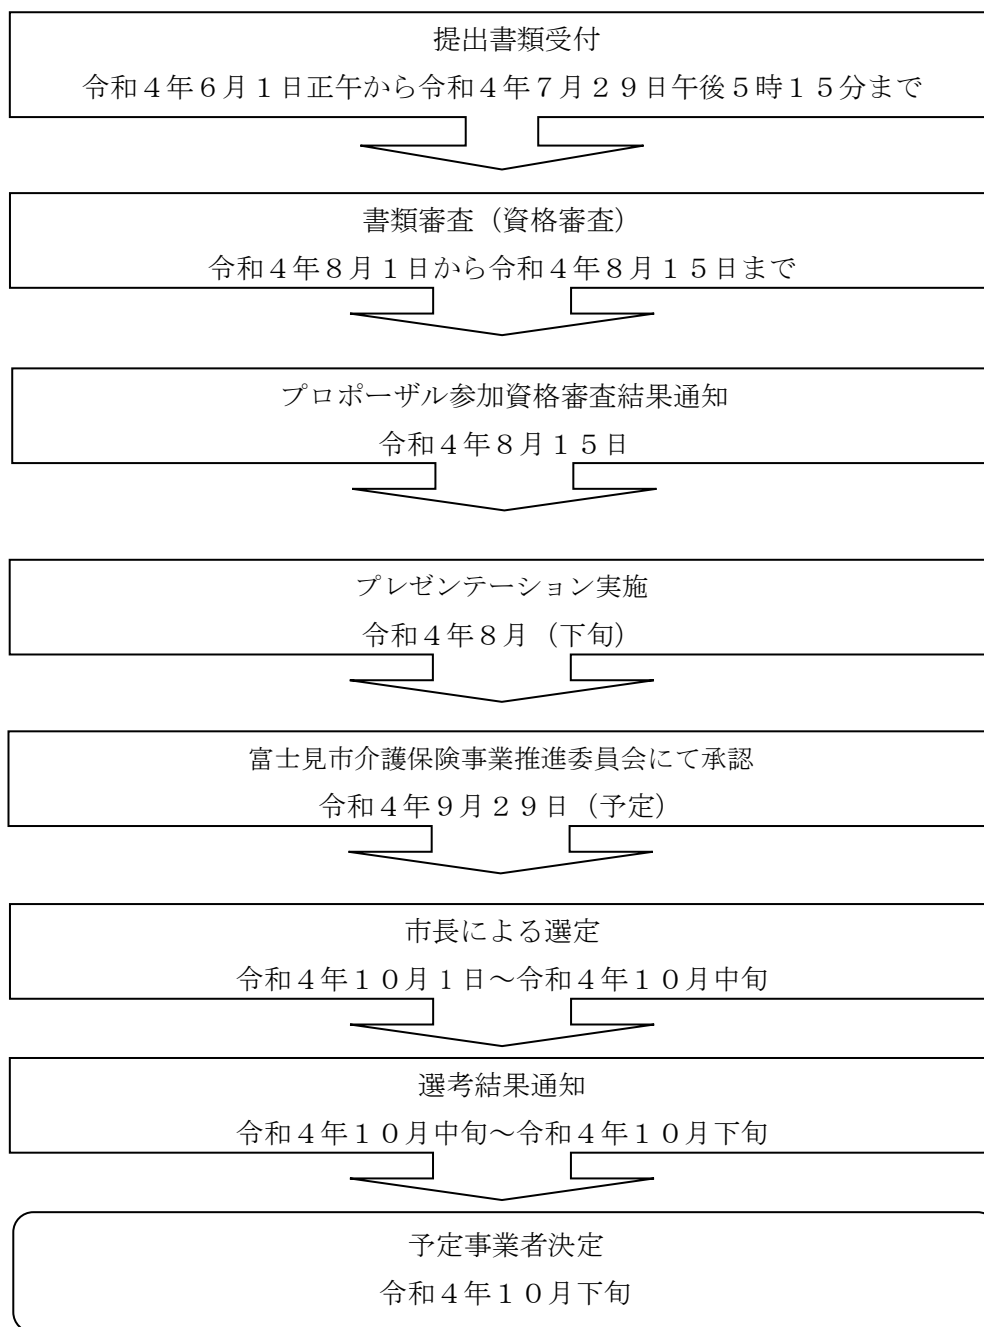 提出書類受付
令和４年６月１日正午から令和４年７月２９日午後５時１５分まで
書類審査（資格審査）
令和４年８月１日から令和４年８月１５日まで
プロポーザル参加資格審査結果通知
令和４年８月１５日
プレゼンテーション実施
令和４年８月（下旬）
富士見市介護保険事業推進委員会にて承認
令和４年９月２９日（予定）
市長による選定
令和４年１０月１日～令和４年１０月中旬
選考結果通知
令和４年１０月中旬～令和４年１０月下旬
予定事業者決定
令和４年１０月下旬